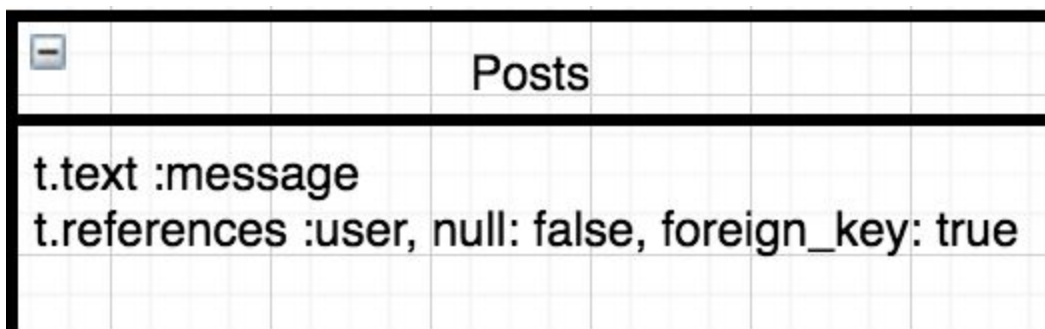 Posts
t.text :message
t.references :user, null: false, foreign_key: true